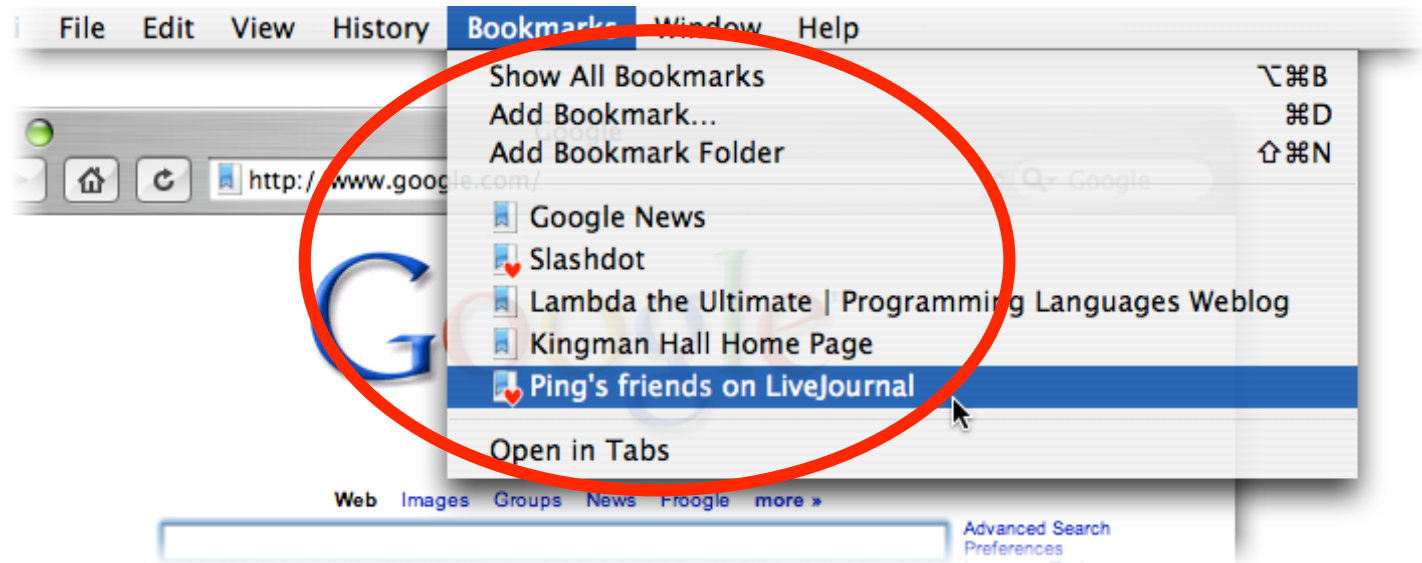 File Edit View History Bookmarks Window Help
Show All Bookmarks ⌥⌘B
Add Bookmark... ⌘D
Google
Add Bookmark Folder ⇧⌘N
http://www.google.com/ Google
Google News
Slashdot
Lambda the Ultimate | Programming Languages Weblog
Google
Kingman Hall Home Page
Ping's friends on LiveJournal
Open in Tabs
Web Images Groups News Froogle more »
Advanced Search
Preferences